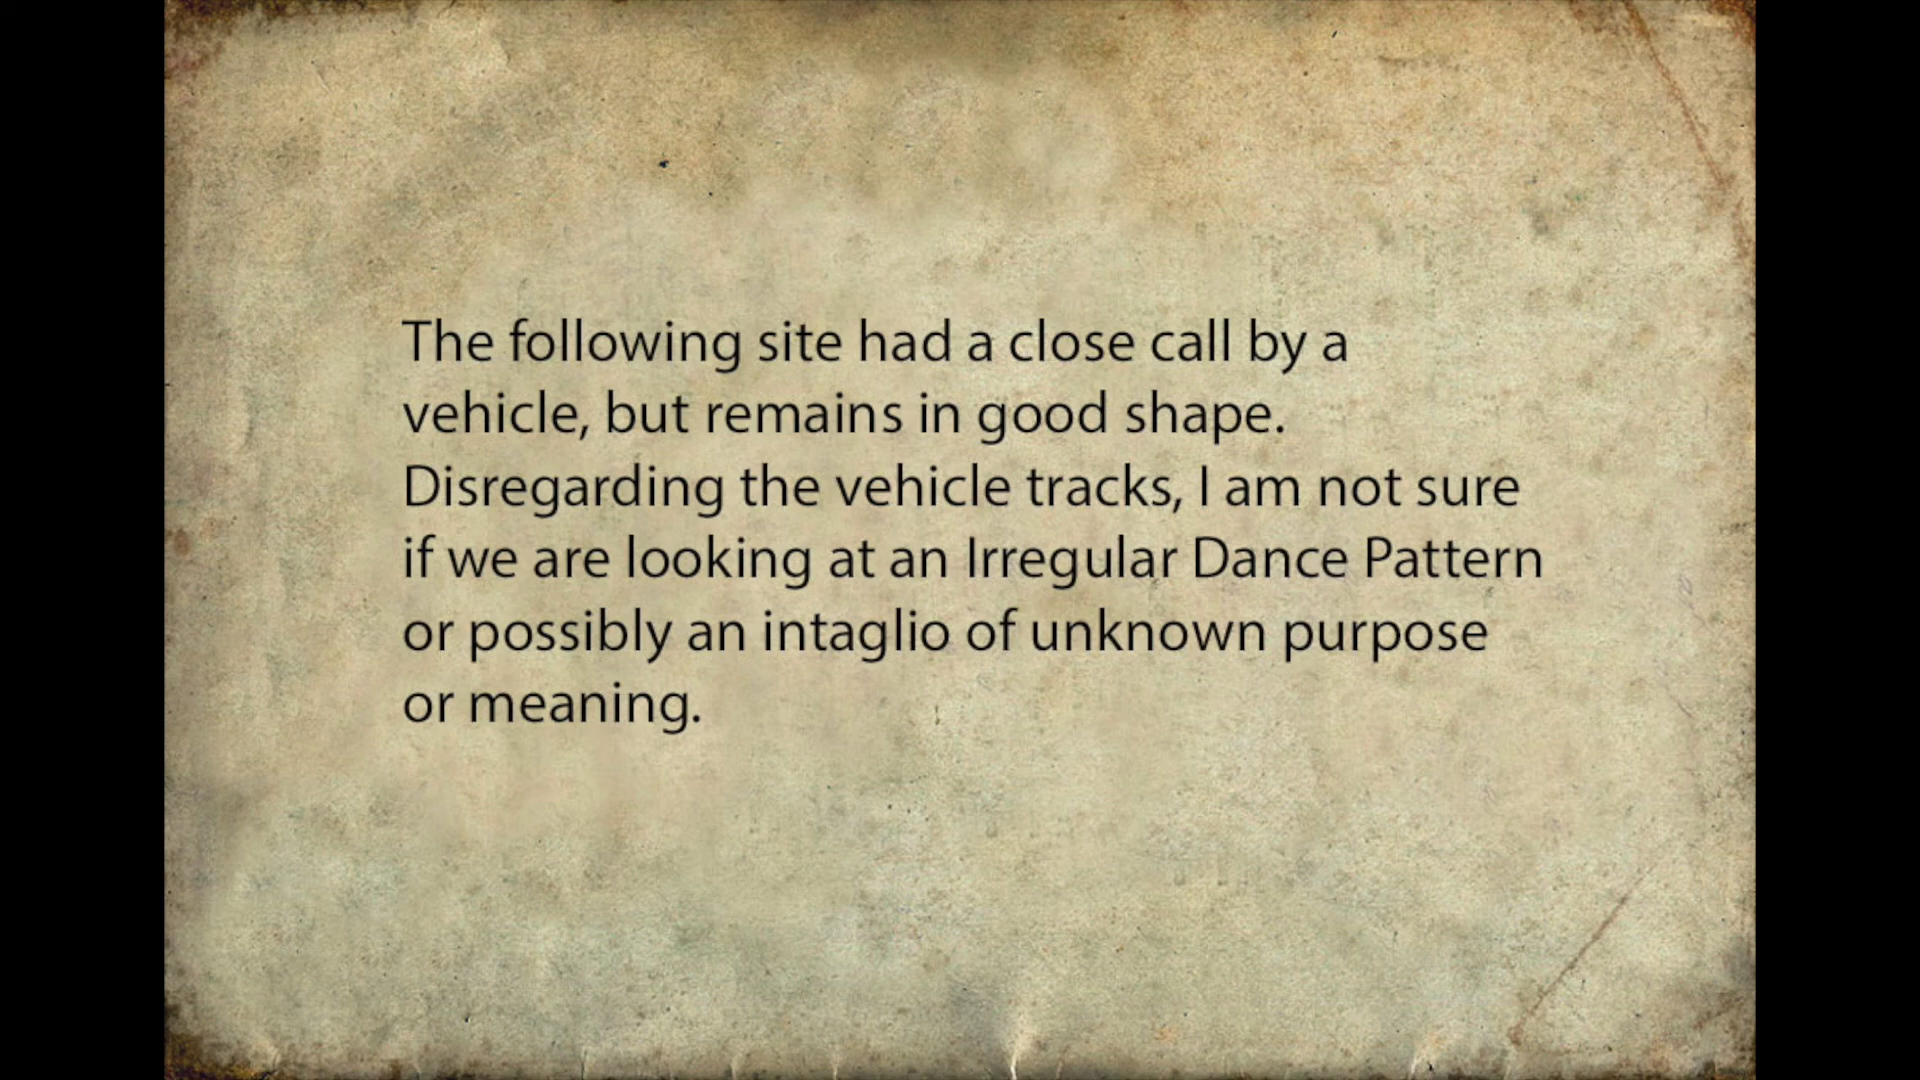 The following site had a close call by a
vehicle, but remains in good shape.
Disregarding the vehicle tracks, I am not sure
if we are looking at an Irregular Dance Pattern
or possibly an intaglio of unknown purpose
or meaning.